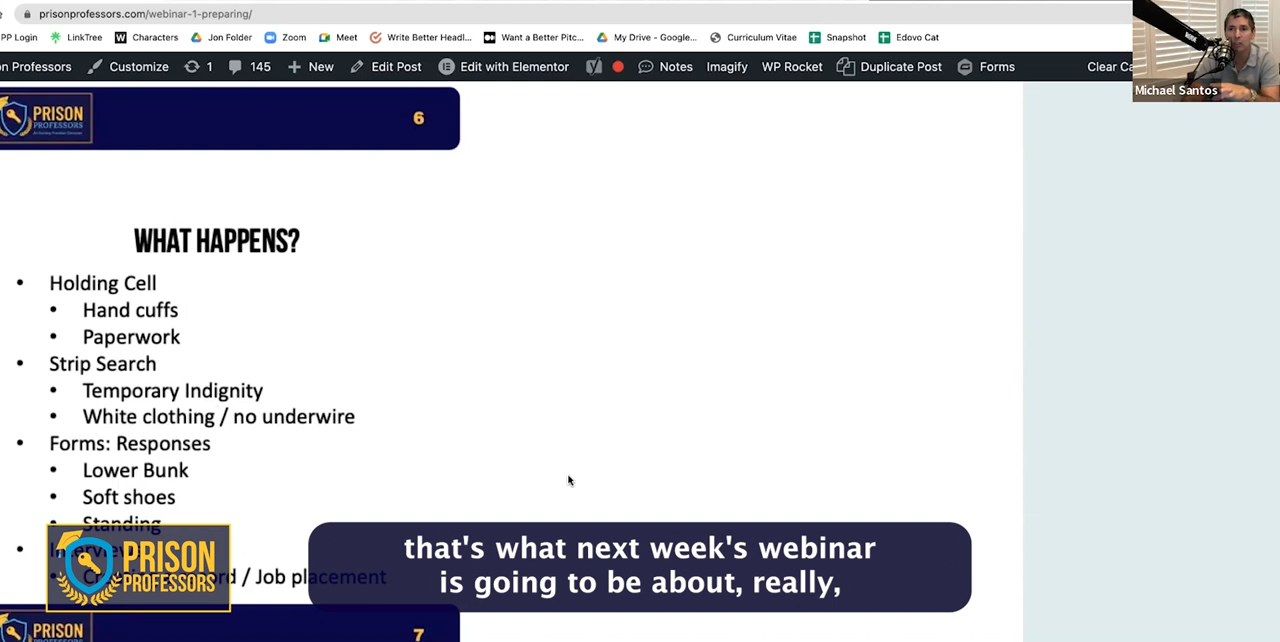 prisonprofessors.com/webinar-1-preparing/
PP Login LinkTree Characters Jon Folder Zoom Meet Write Better Headl... Want a Better Pitc... My Drive - Google... Curriculum Vitae Snapshot Edovo Cat
on Professors Customize 1 145 New Edit Post Edit with Elementor Notes Imagify WP Rocket Duplicate Post Forms Clear Ca
Michael Santos
PRISON
PROFESSORS
6
WHAT HAPPENS?
• Holding Cell
• Hand cuffs
• Paperwork
• Strip Search
• Temporary Indignity
• White clothing / no underwire
• Forms: Responses
• Lower Bunk
• Soft shoes
• Standing
/ Job placement
PRISON
PROFESSORS
that's what next week's webinar
is going to be about, really,
PRISON
7